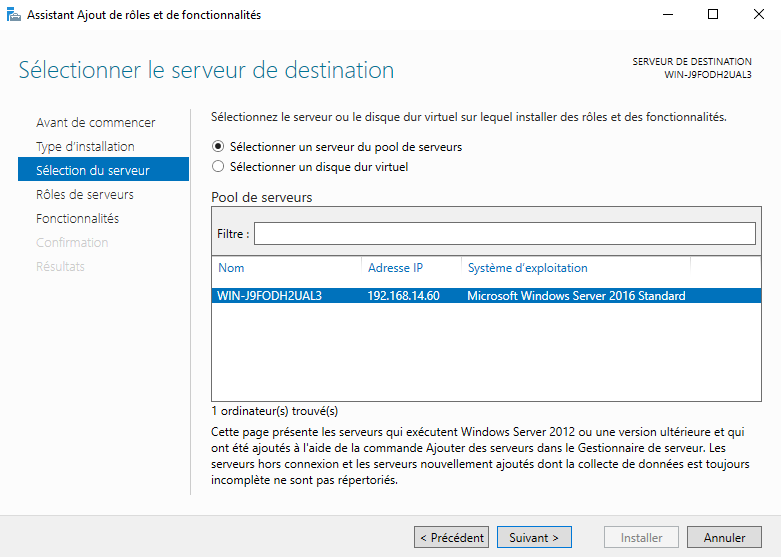 Assistant Ajout de rôles et de fonctionnalités
Sélectionner le serveur de destination
SERVEUR DE DESTINATION
WIN-J9FODH2UAL3
Avant de commencer
Type d'installation
Sélection du serveur
Rôles de serveurs
Fonctionnalités
Confirmation
Résultats
Sélectionnez le serveur ou le disque dur virtuel sur lequel installer des rôles et des fonctionnalités.
Sélectionner un serveur du pool de serveurs
Sélectionner un disque dur virtuel
Pool de serveurs
Filtre :
Nom Adresse IP Système d'exploitation
WIN-J9FODH2UAL3 192.168.14.60 Microsoft Windows Server 2016 Standard
1 ordinateur(s) trouvé(s)
Cette page présente les serveurs qui exécutent Windows Server 2012 ou une version ultérieure et qui
ont été ajoutés à l'aide de la commande Ajouter des serveurs dans le Gestionnaire de serveur. Les
serveurs hors connexion et les serveurs nouvellement ajoutés dont la collecte de données est toujours
incomplète ne sont pas répertoriés.
< Précédent Suivant > Installer Annuler